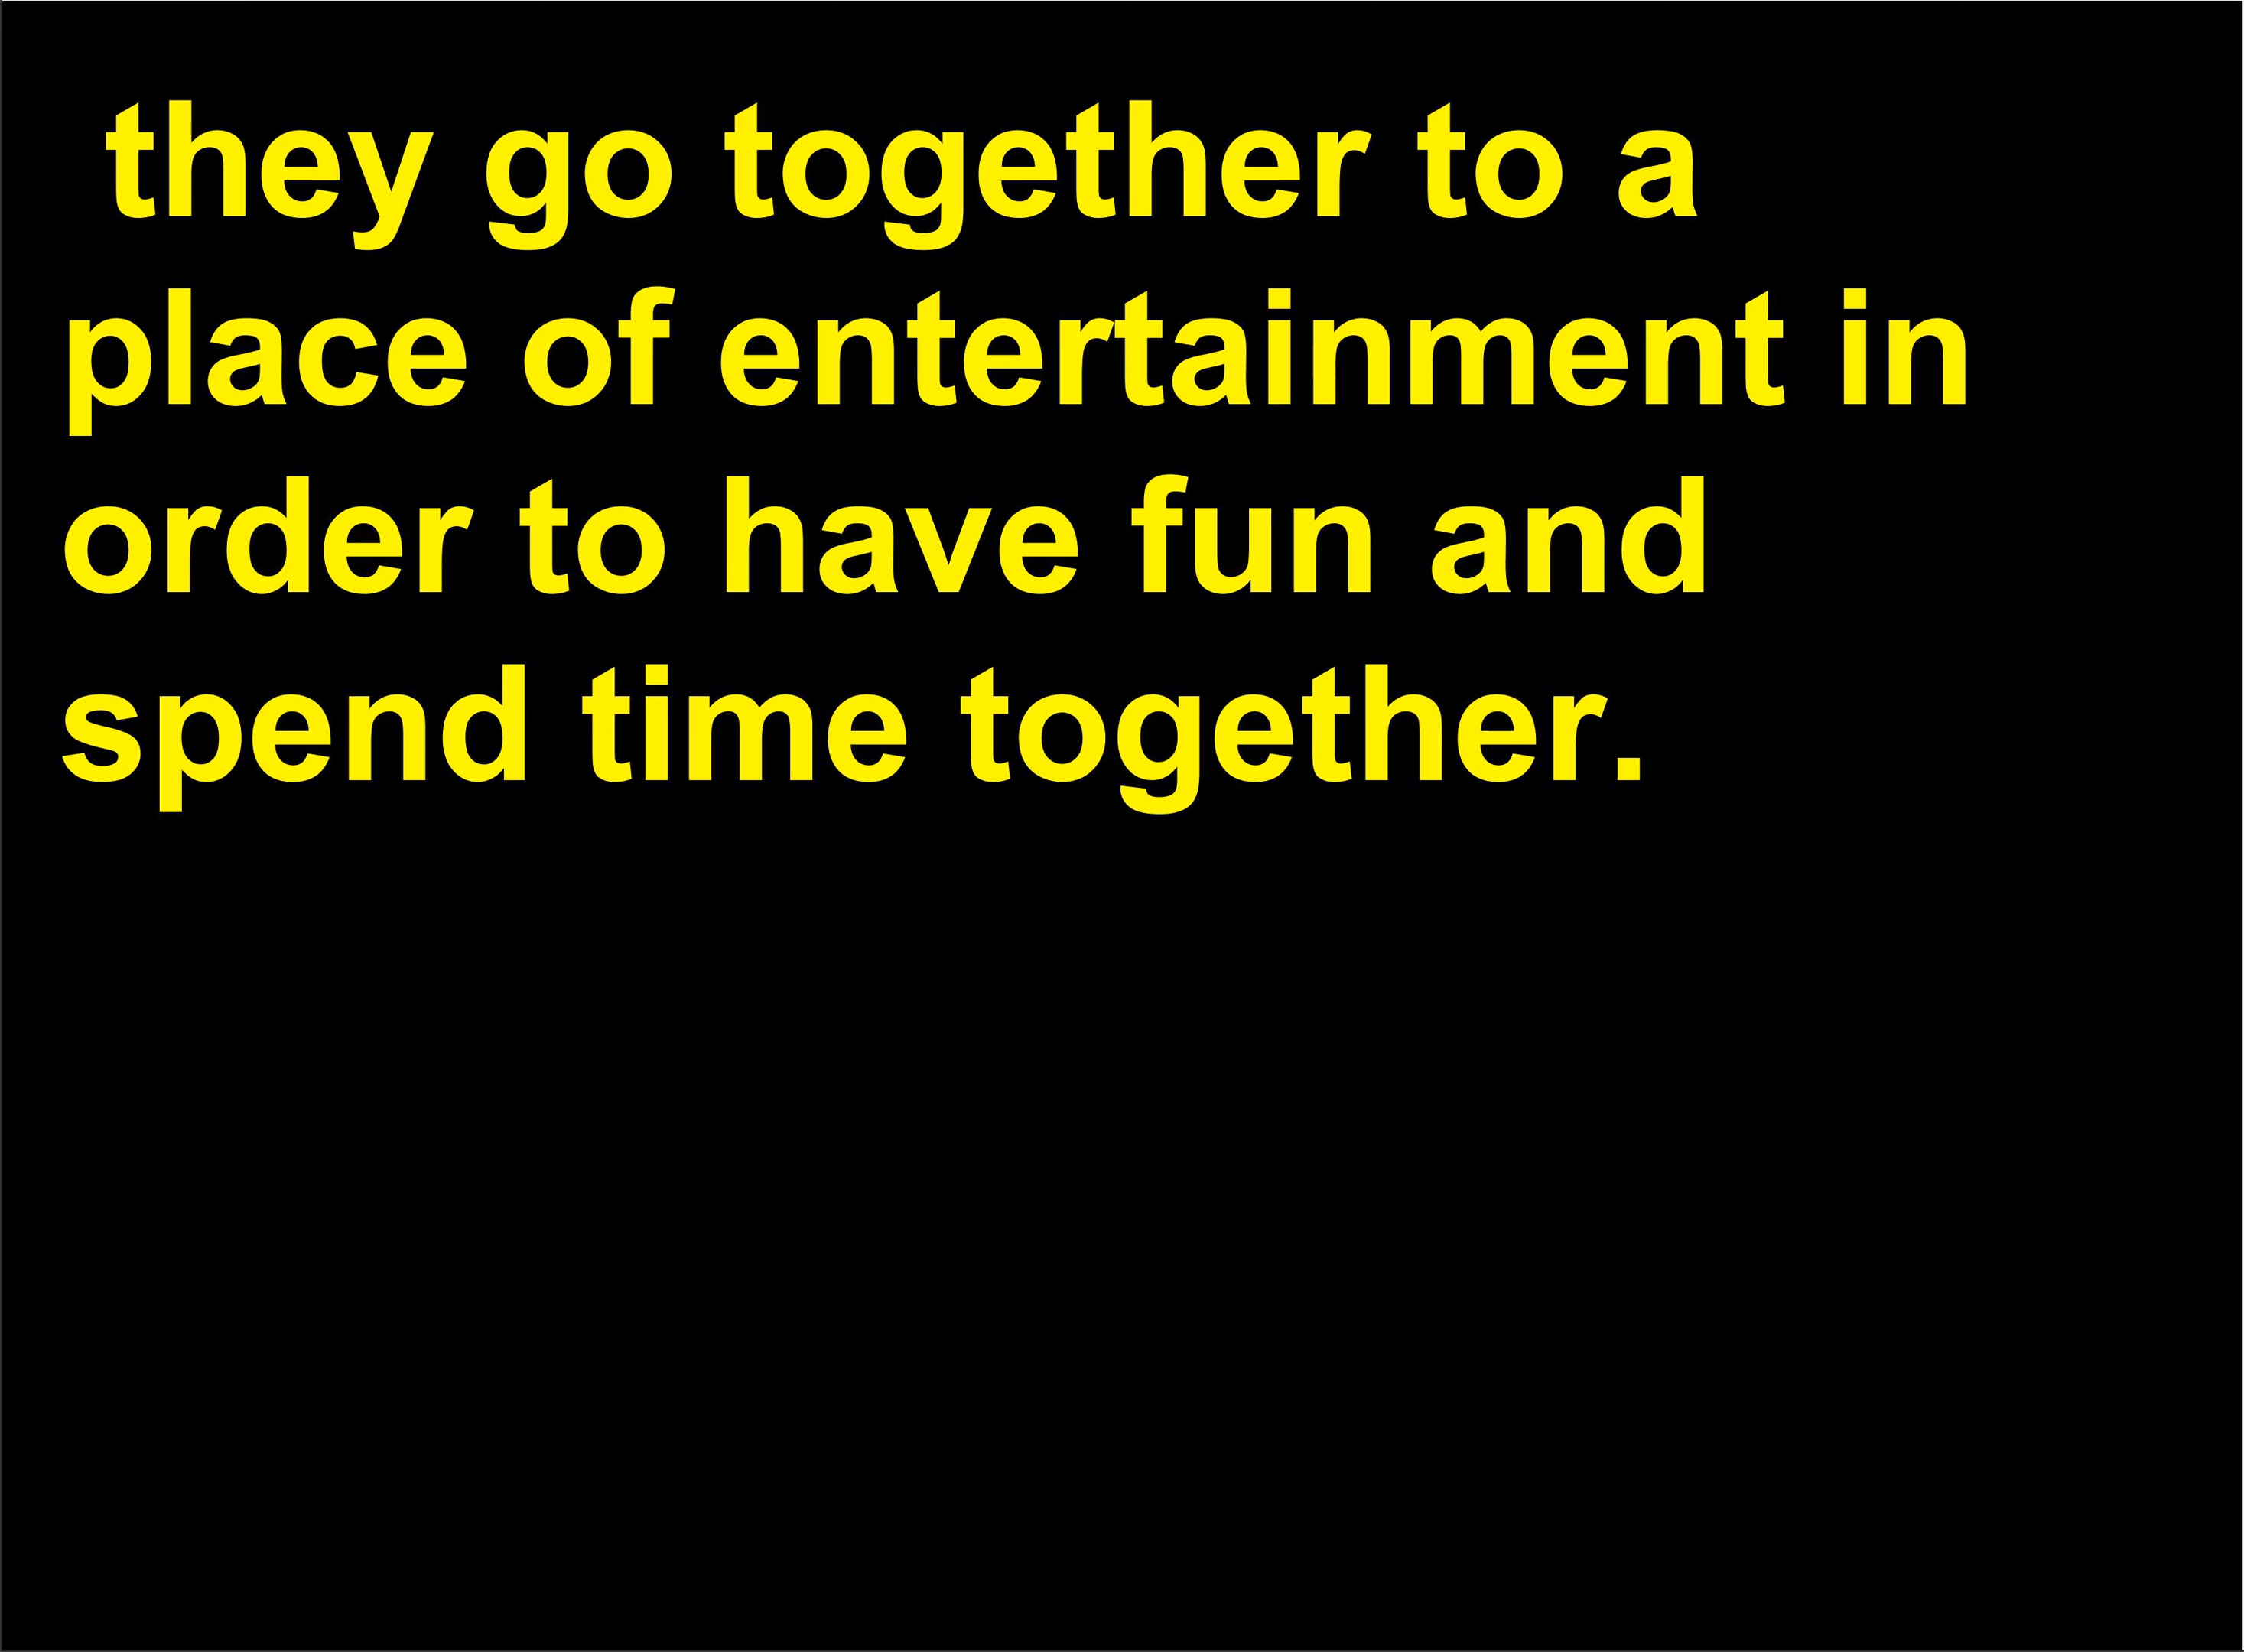 they go together to a
place of entertainment in
order to have fun and
spend time together.